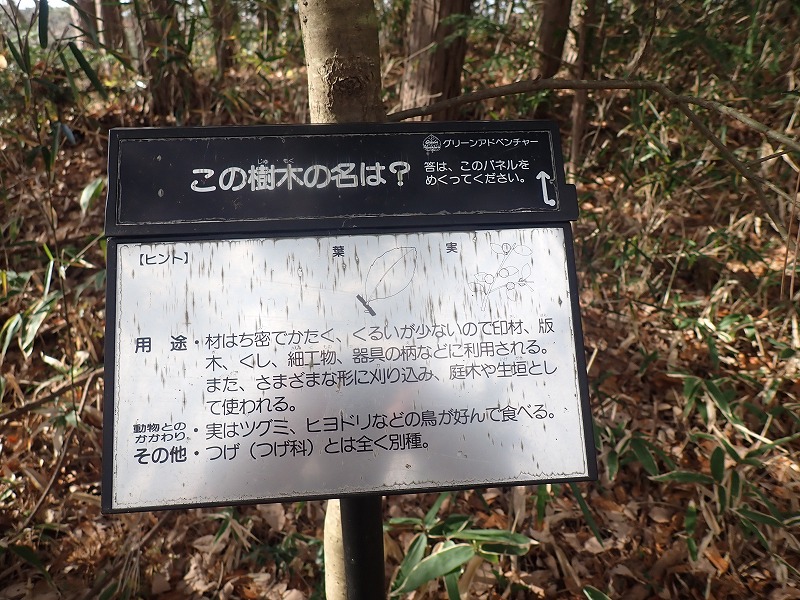 グリーンアドベンチャー
この樹木の名は?
じゅ もく
答は、このパネルを
めくってください。
【ヒント】 葉 実
用 途・材はち密でかたく、くるいが少ないので印材、版
木、くし、細工物、器具の柄などに利用される。
また、さまざまな形に刈り込み、庭木や生垣とし
て使われる。
動物との
かかわり・実はツグミ、ヒヨドリなどの鳥が好んで食べる。
その他・つげ(つげ科)とは全く別種。